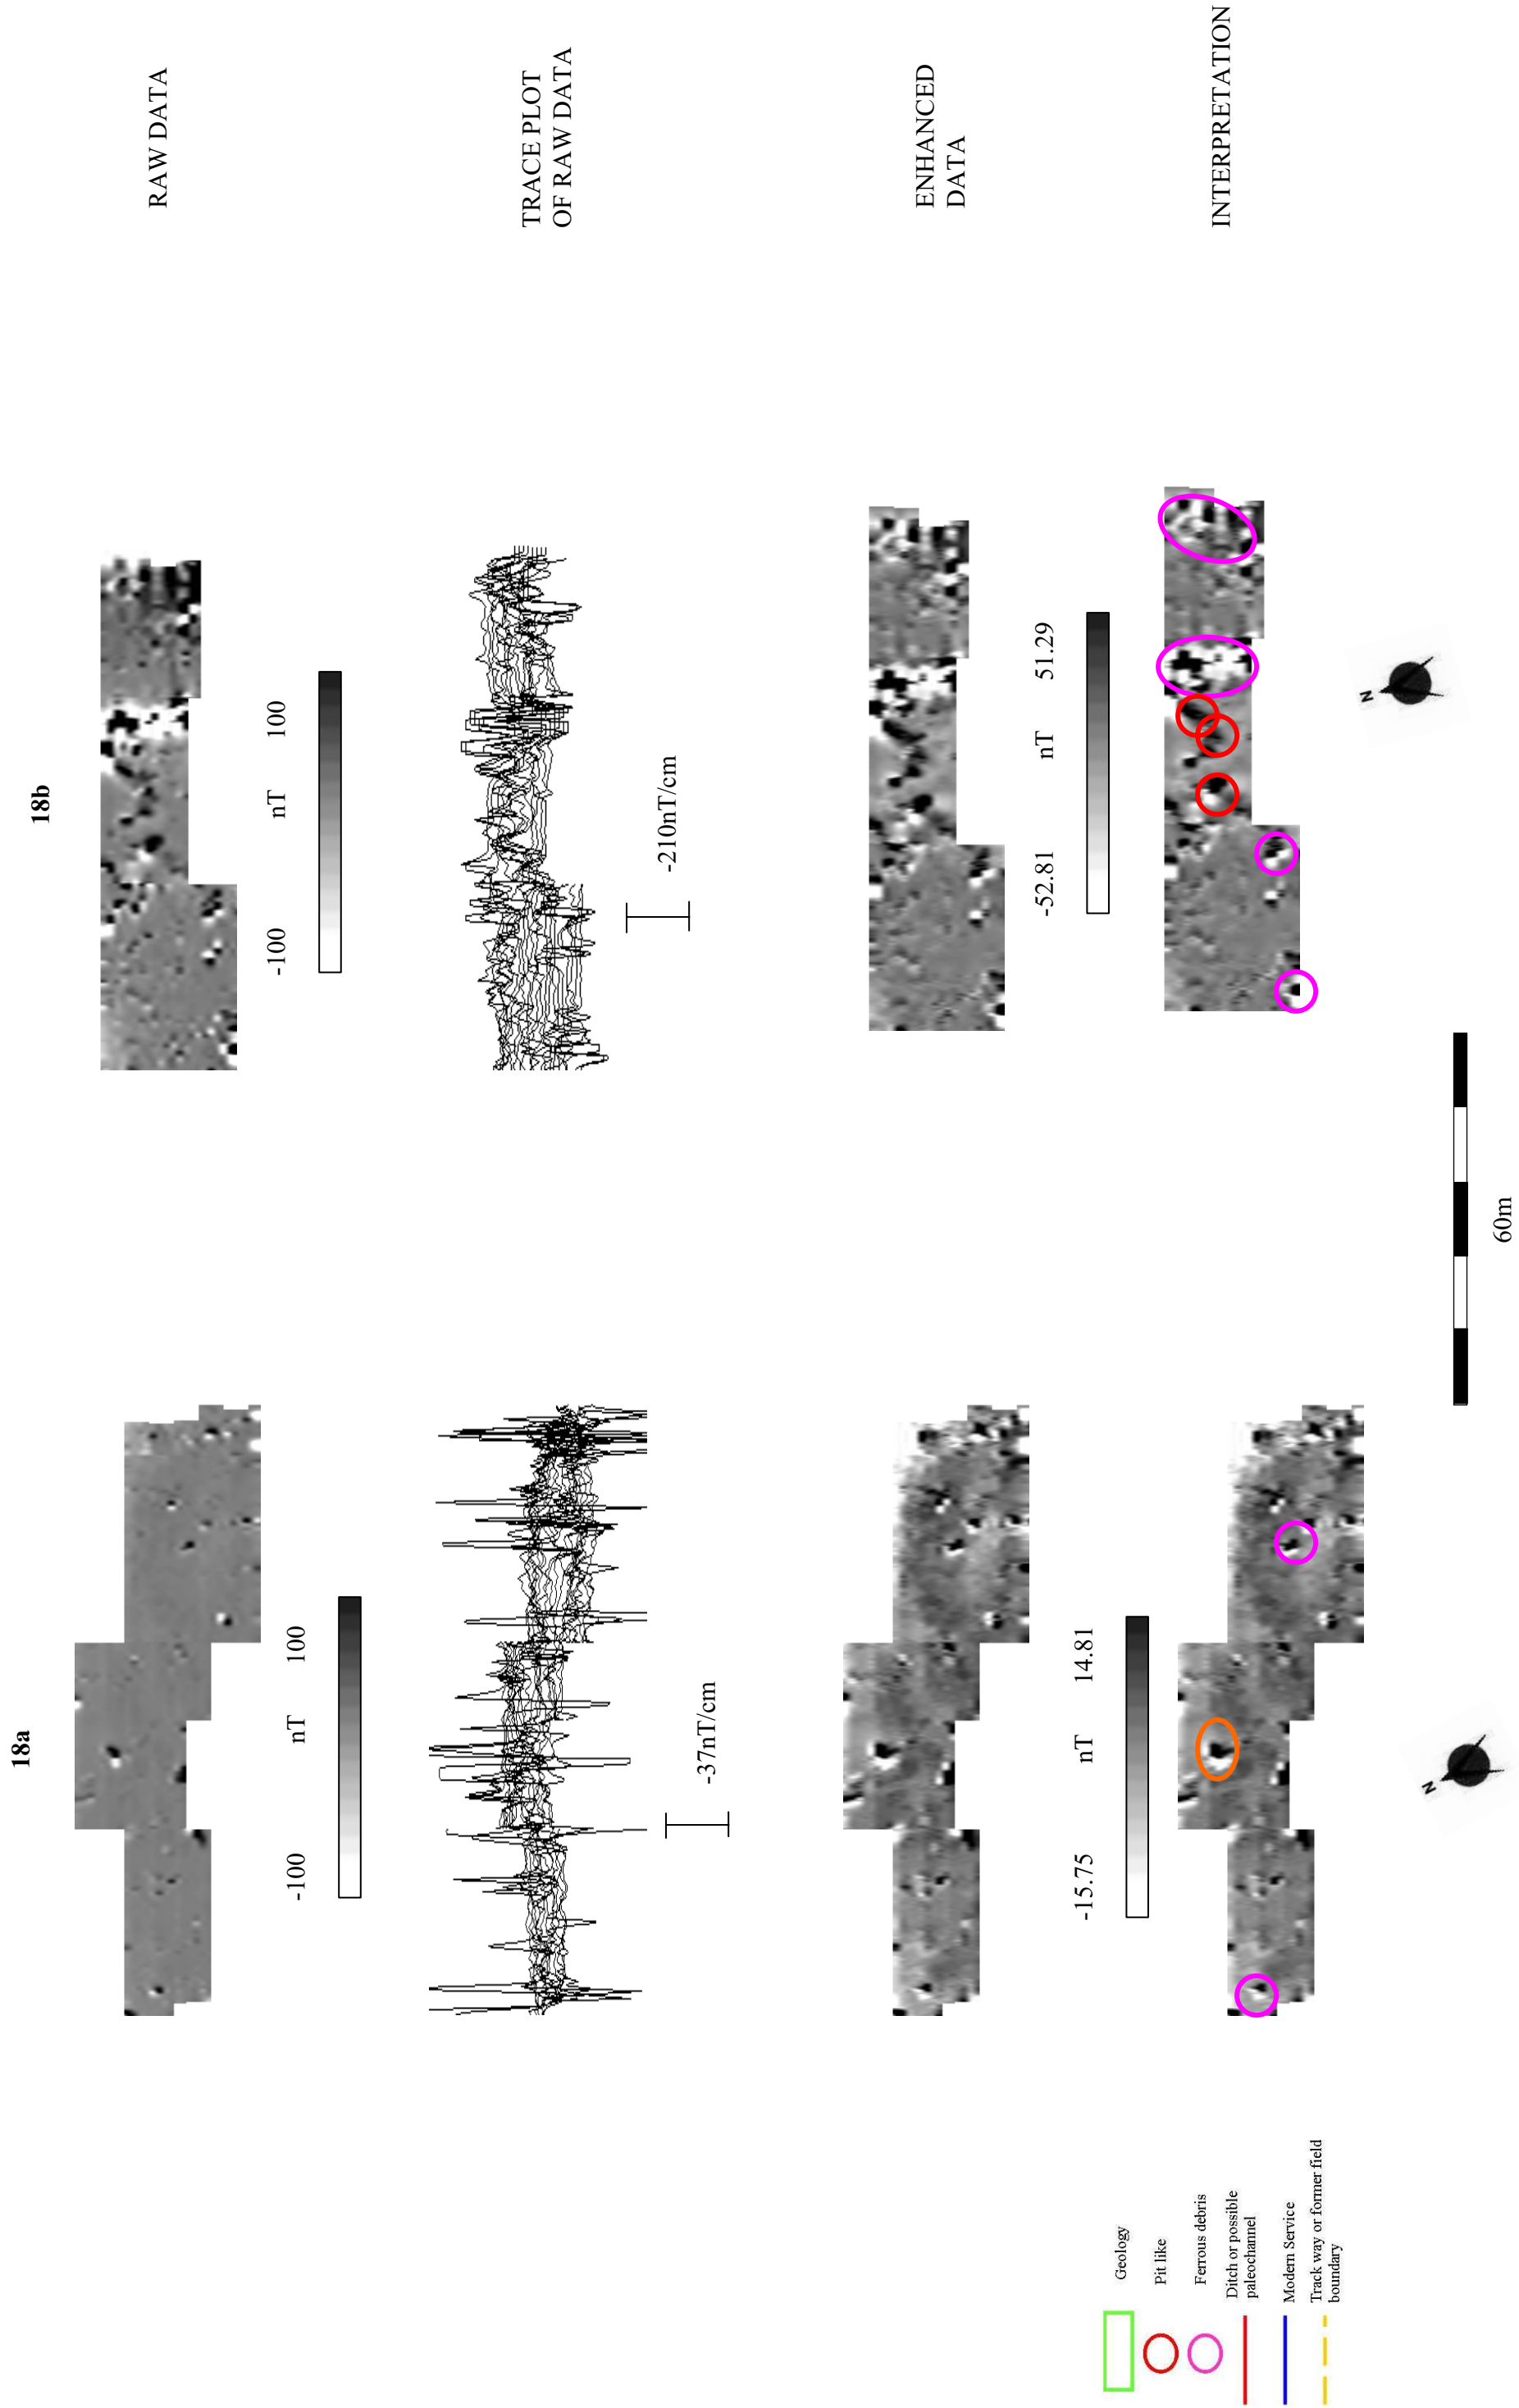 18a
18b
RAW DATA
-100
nT
100
-100
nT
100
TRACE PLOT
OF RAW DATA
-37nT/cm
-210nT/cm
ENHANCED
DATA
-15.75
nT
14.81
-52.81
nT
51.29
INTERPRETATION
Geology
Pit like
Ferrous debris
Ditch or possible
paleochannel
Modern Service
Track way or former field
boundary
N
N
60m